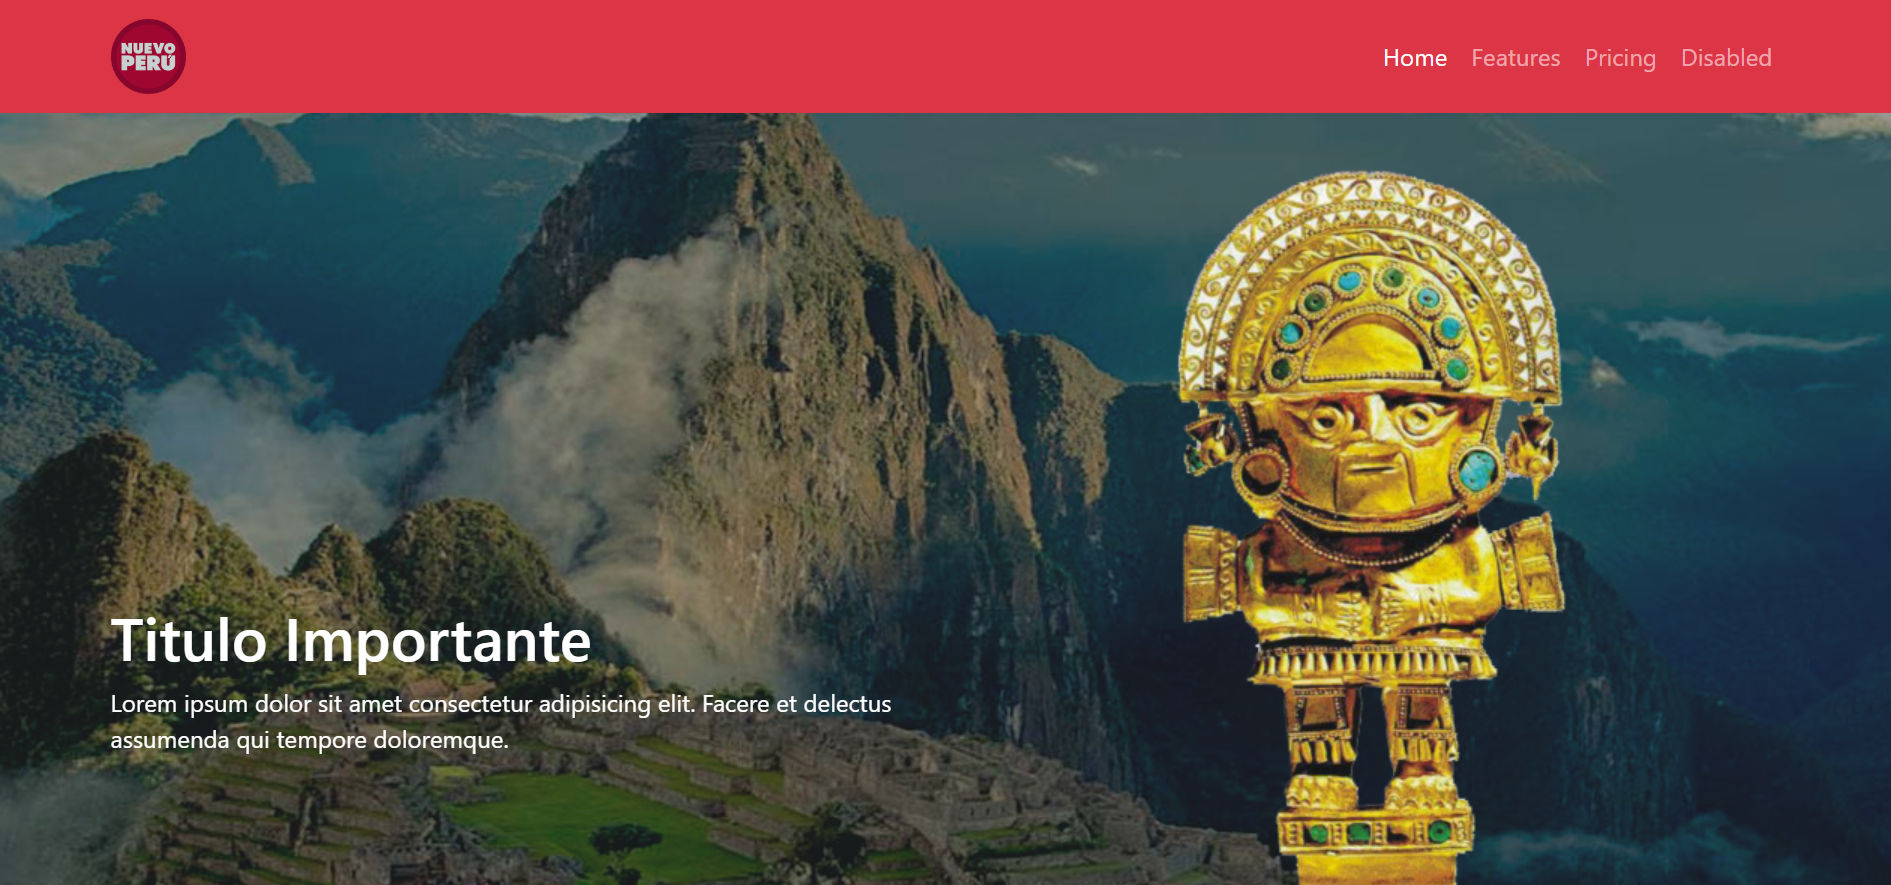 NUEVO
PERÚ
Home Features Pricing Disabled
Titulo Importante
Lorem ipsum dolor sit amet consectetur adipisicing elit. Facere et delectus
assumenda qui tempore doloremque.